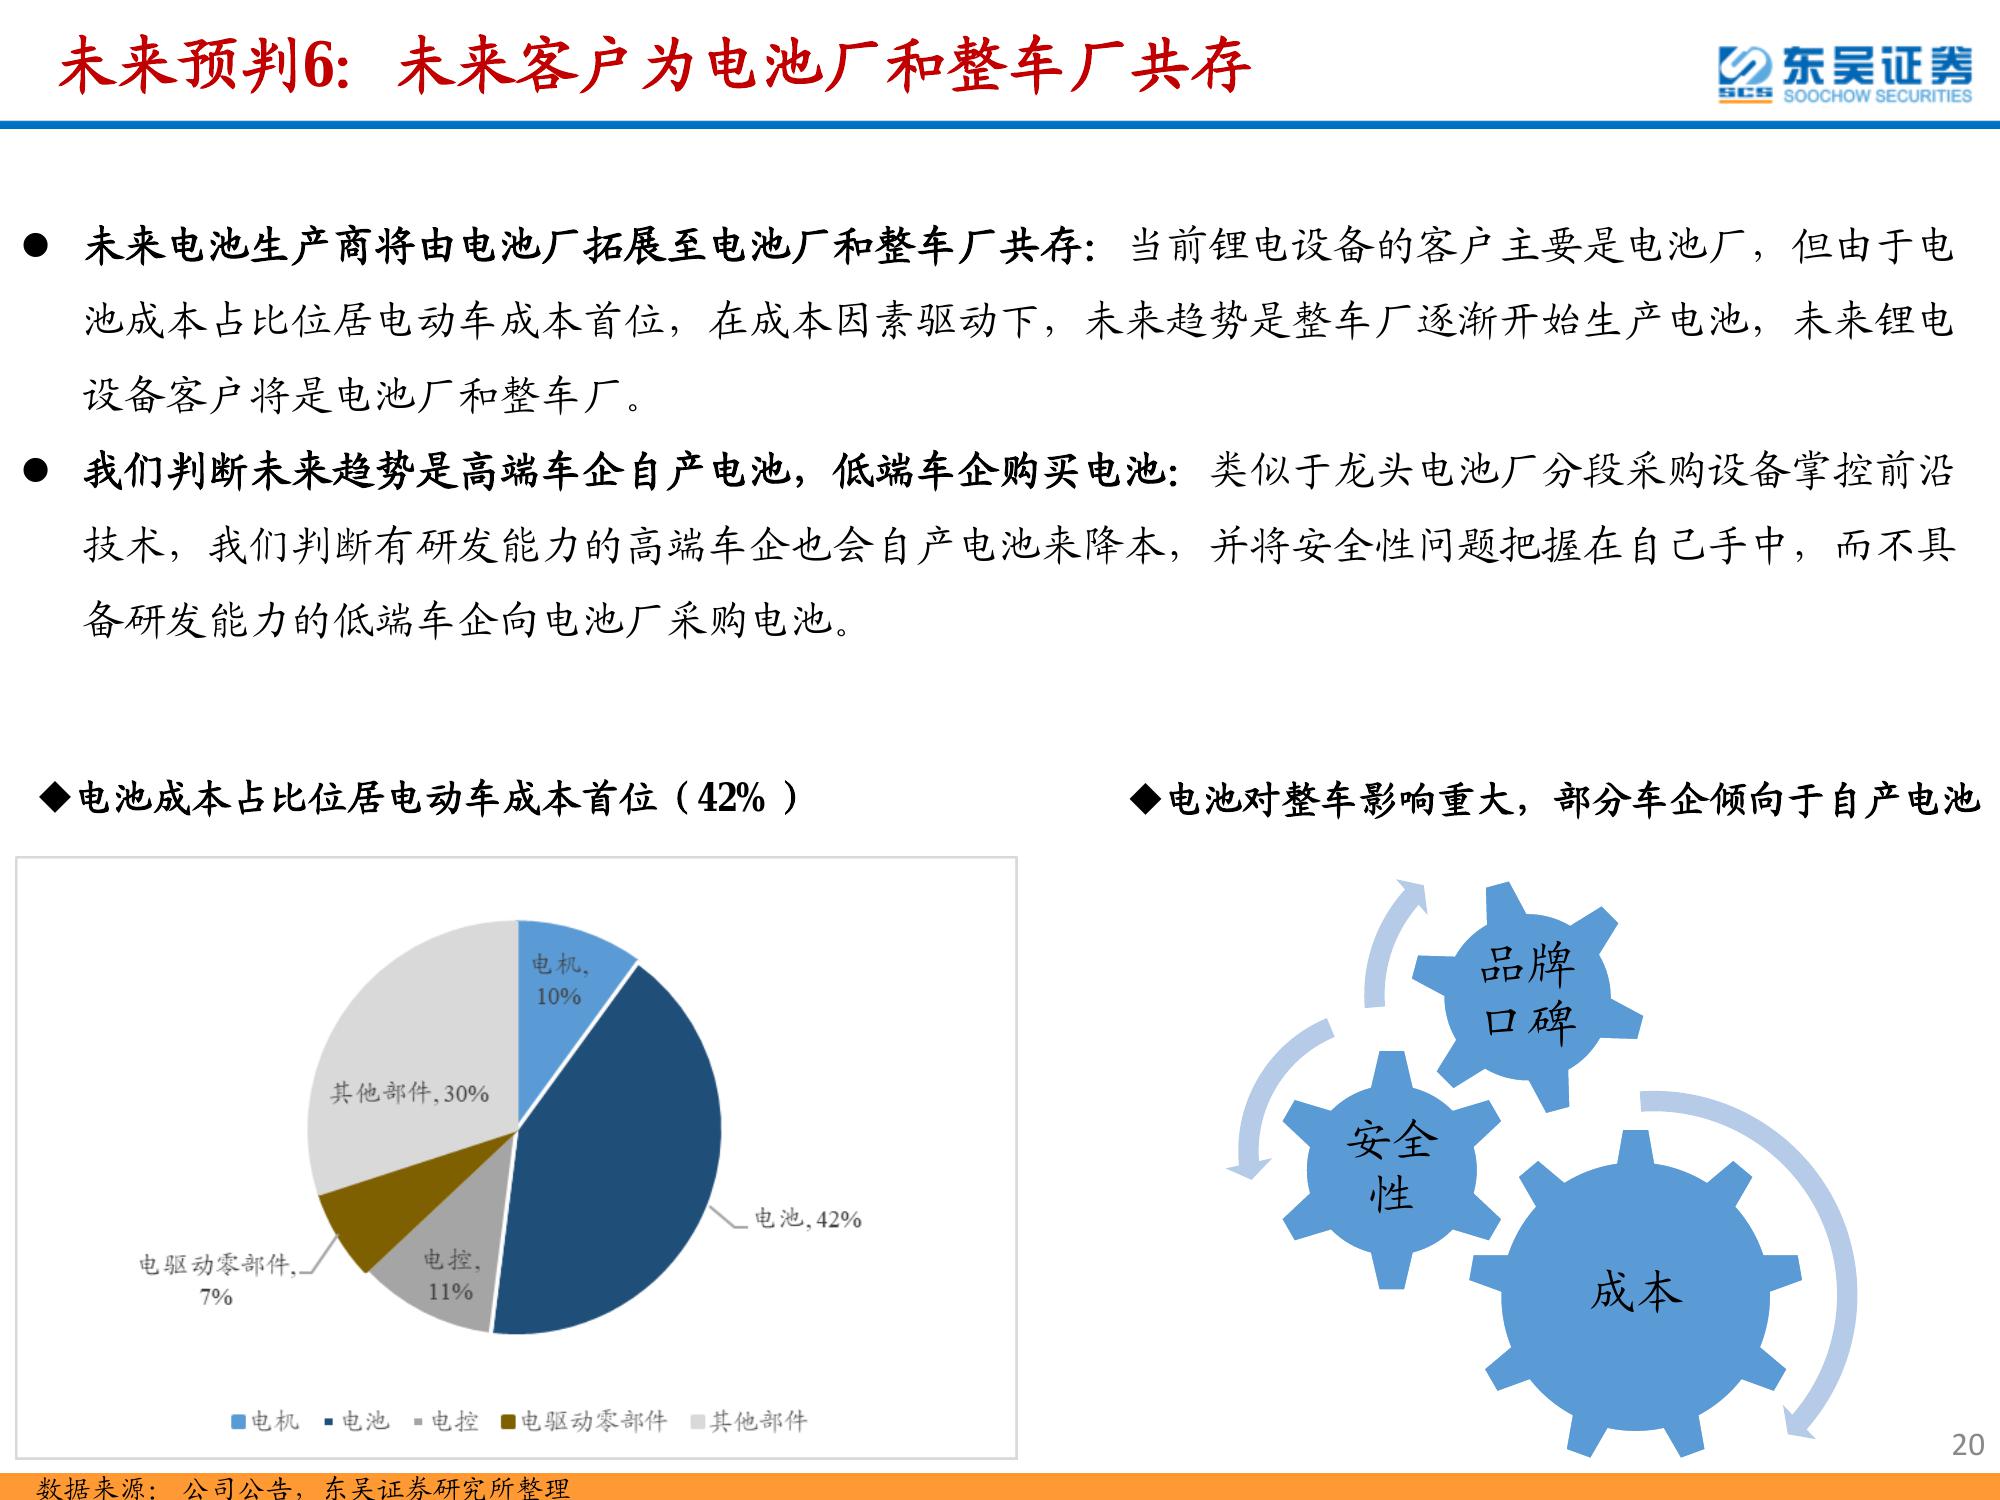 未来预判6：未来客户为电池厂和整车厂共存
东吴证券
SCS SOOCHOW SECURITIES
● 未来电池生产商将由电池厂拓展至电池厂和整车厂共存：当前锂电设备的客户主要是电池厂，但由于电
池成本占比位居电动车成本首位，在成本因素驱动下，未来趋势是整车厂逐渐开始生产电池，未来锂电
设备客户将是电池厂和整车厂。
● 我们判断未来趋势是高端车企自产电池，低端车企购买电池：类似于龙头电池厂分段采购设备掌控前沿
技术，我们判断有研发能力的高端车企也会自产电池来降本，并将安全性问题把握在自己手中，而不具
备研发能力的低端车企向电池厂采购电池。
◆电池成本占比位居电动车成本首位（42%）
电机,
10%
其他部件, 30%
电池, 42%
电驱动零部件,
7%
电控,
11%
电机 电池 电控 电驱动零部件 其他部件
◆电池对整车影响重大，部分车企倾向于自产电池
品牌
口碑
安全
性
成本
20
数据来源：公司公告，东吴证券研究所整理